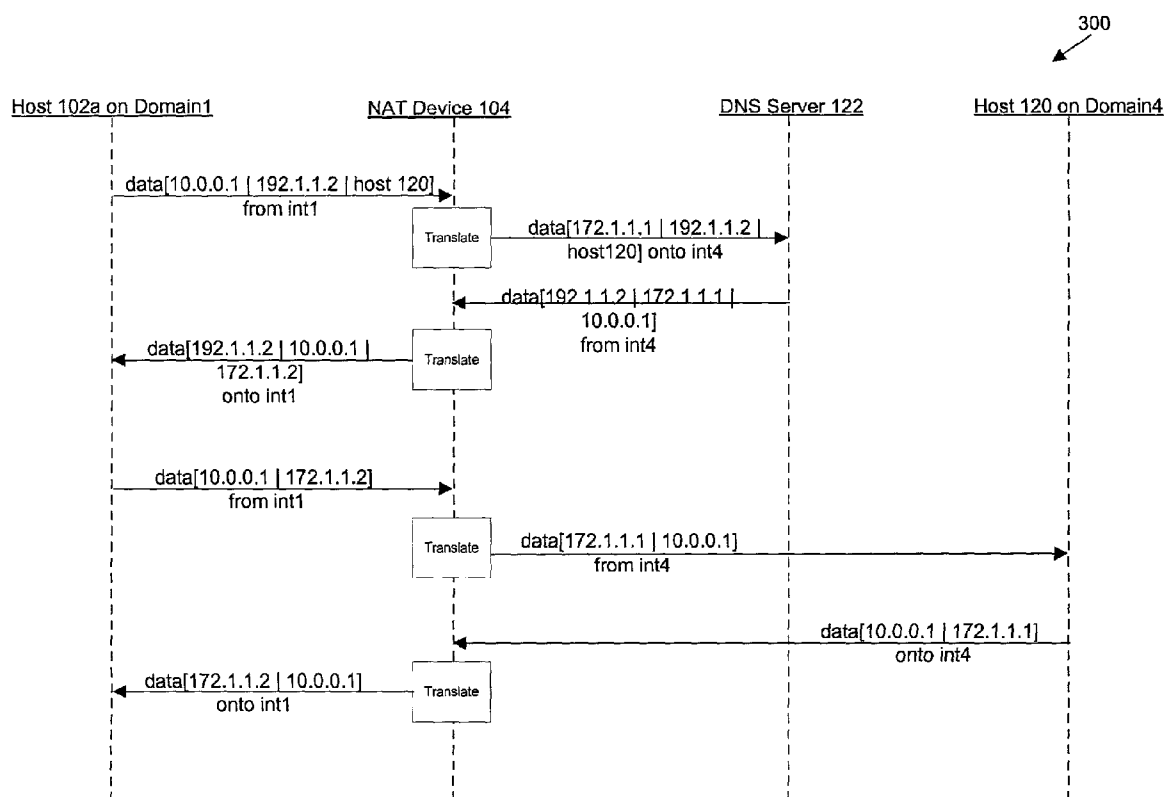 300
Host 102a on Domain1
NAT Device 104
DNS Server 122
Host 120 on Domain4
data[10.0.0.1 | 192.1.1.2 | host 120]
from int1
Translate
data[172.1.1.1 | 192.1.1.2 |
host120] onto int4
data[192.1.1.2 | 172.1.1.1 |
10.0.0.1]
from int4
Translate
data[192.1.1.2 | 10.0.0.1 |
172.1.1.2]
onto int1
data[10.0.0.1 | 172.1.1.2]
from int1
Translate
data[172.1.1.1 | 10.0.0.1]
from int4
data[10.0.0.1 | 172.1.1.1]
onto int4
Translate
data[172.1.1.2 | 10.0.0.1]
onto int1